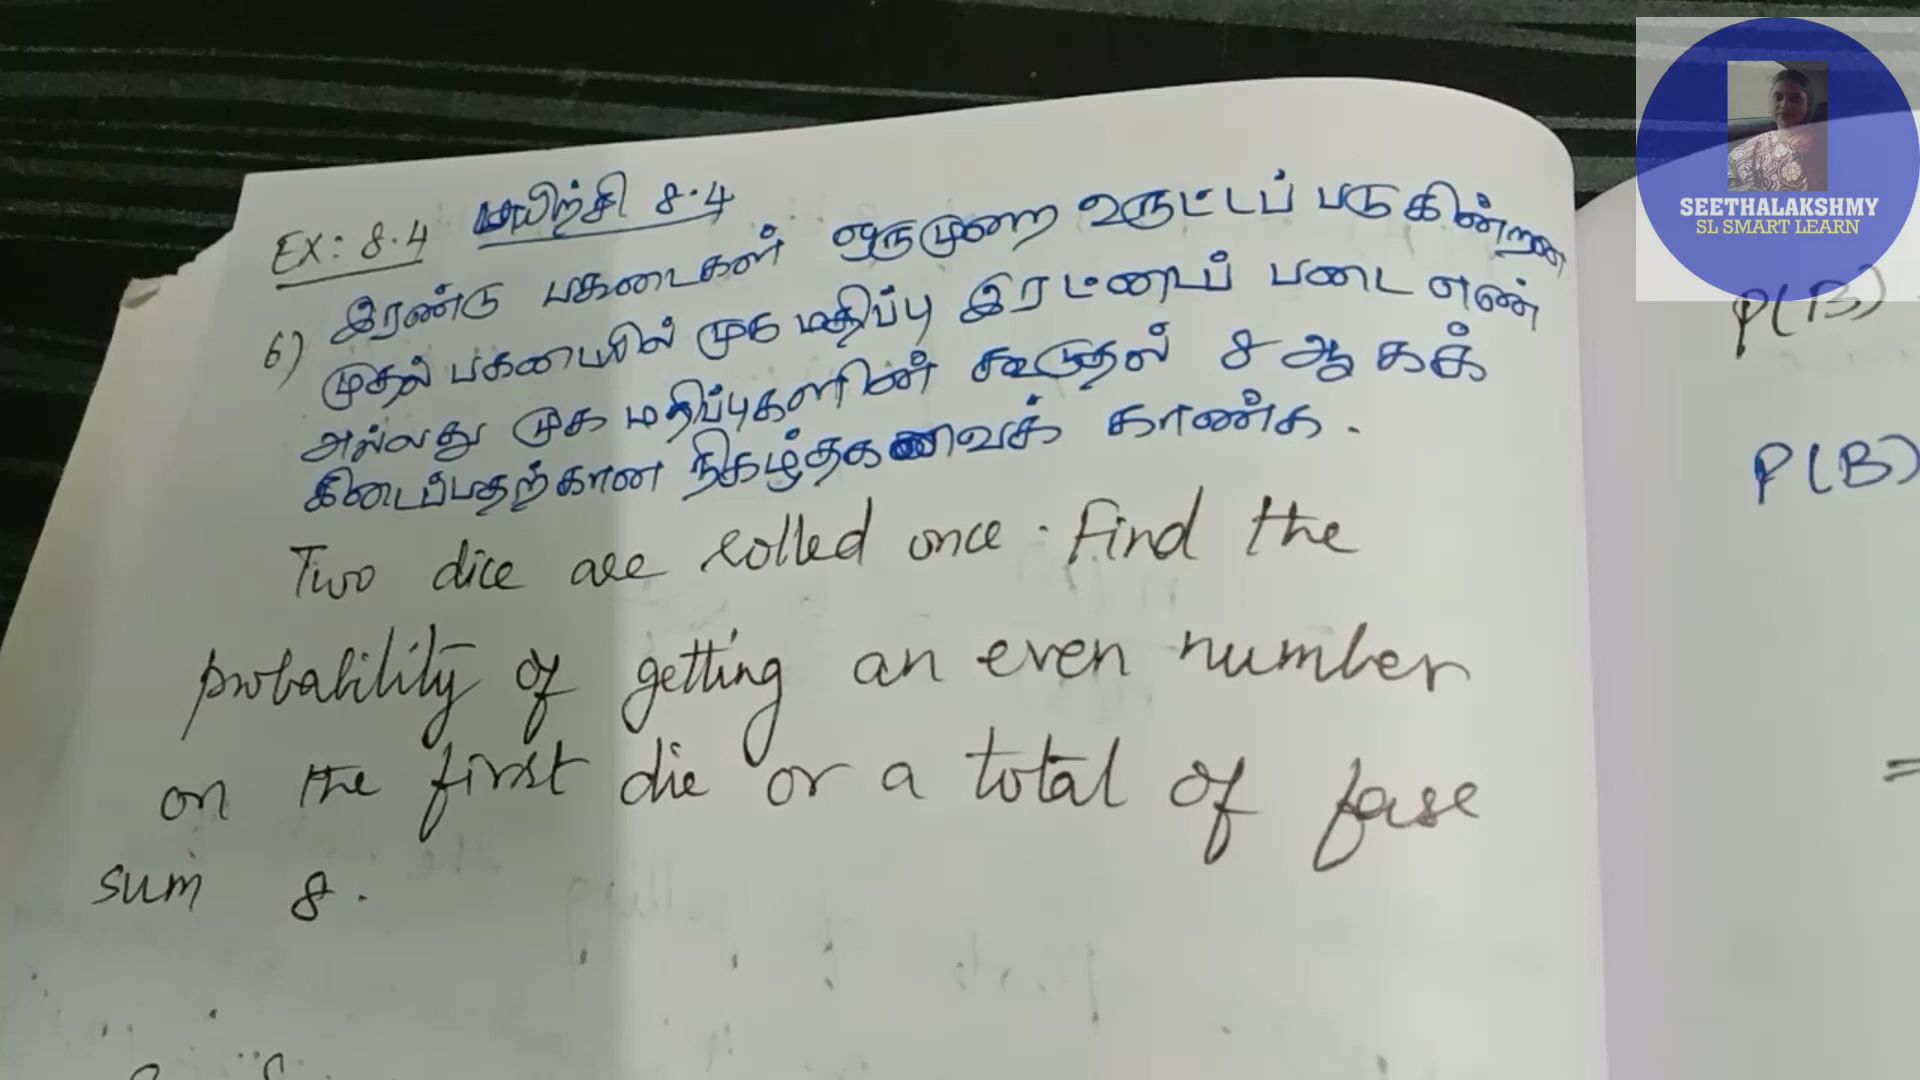 Ex: 8.4 பயிற்சி 8.4
6) இரண்டு பகடைகள் ஒருமுறை உருட்டப் படுகின்றன
முதல் பகடையில் முக மதிப்பு இரட்டைப் படை எண்
அல்லது முக மதிப்புகளின் கூடுதல் 8 ஆகக்
கிடைப்பதற்கான நிகழ்தகவைக் காண்க.
Two dice are rolled once. Find the
probability of getting an even number
on the first die or a total of fase
sum 8.
P(B)
P(B)
=
SEETHALAKSHMY
SL SMART LEARN